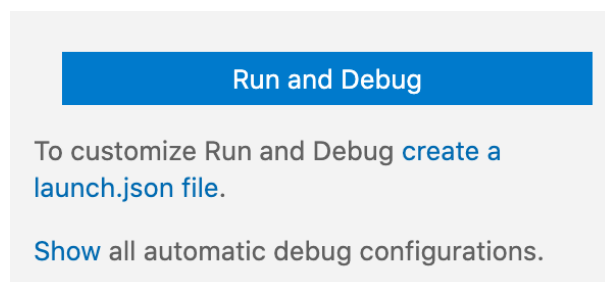 Run and Debug
To customize Run and Debug create a
launch.json file.
Show all automatic debug configurations.